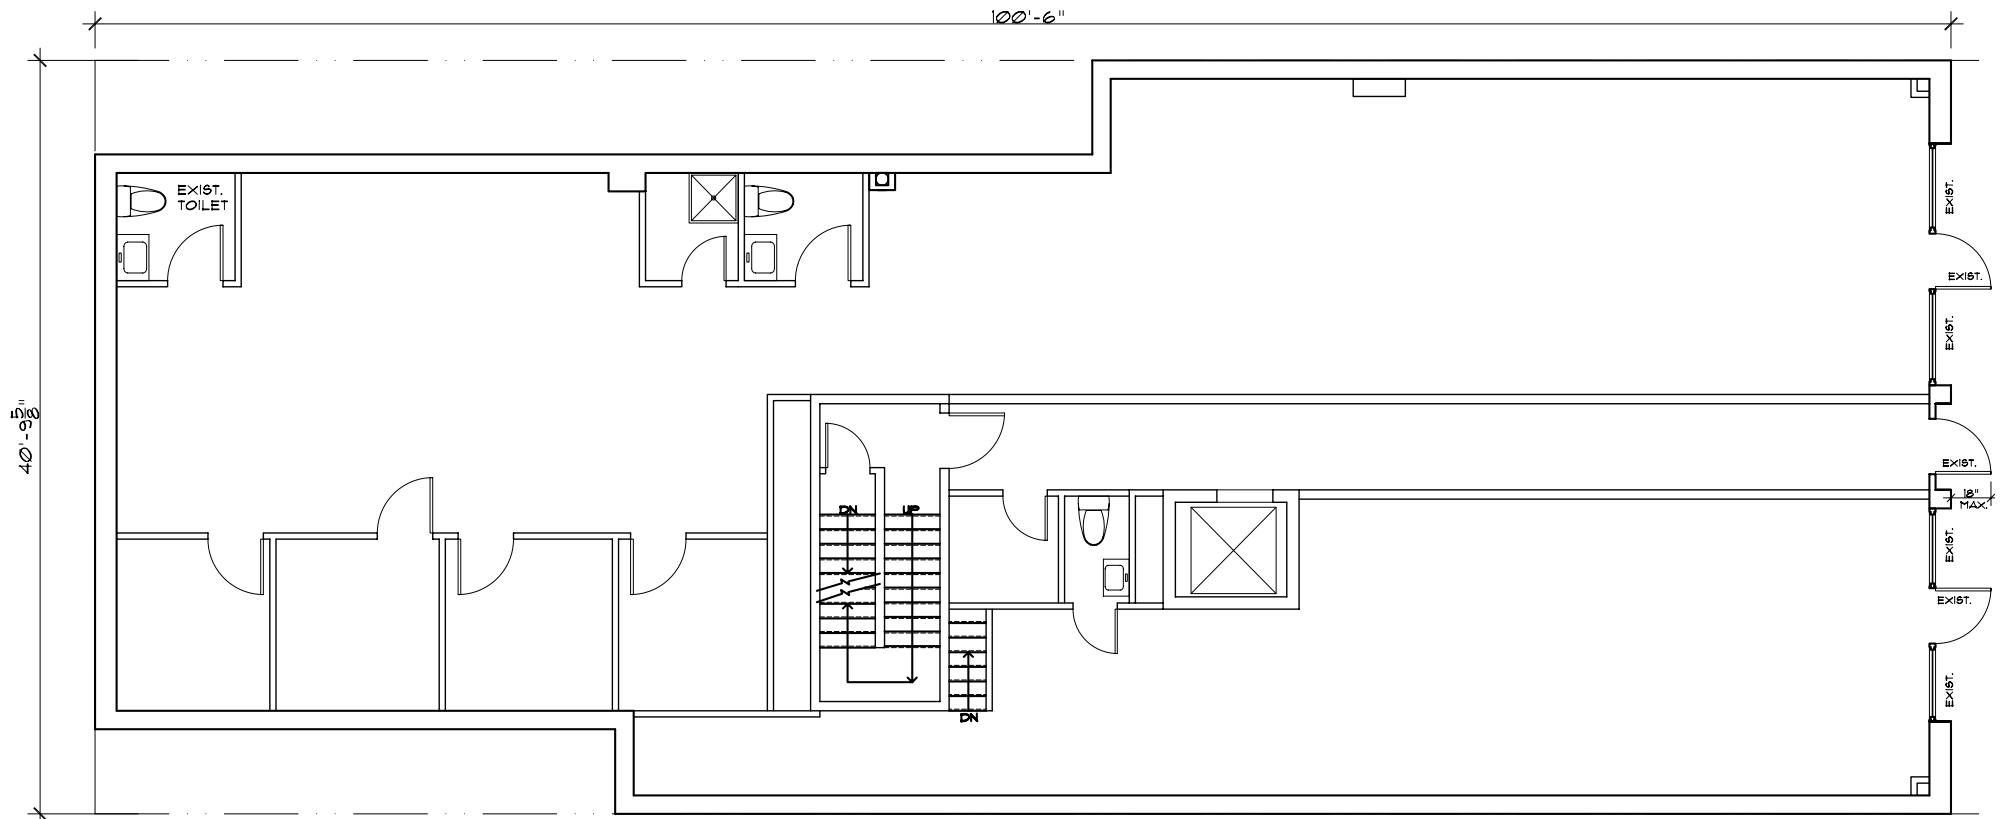 100'-6"
40'-9 5/8"
EXIST.
TOILET
EXIST.
EXIST.
EXIST.
EXIST.
18"
MAX.
DN
UP
EXIST.
EXIST.
EXIST.
DN